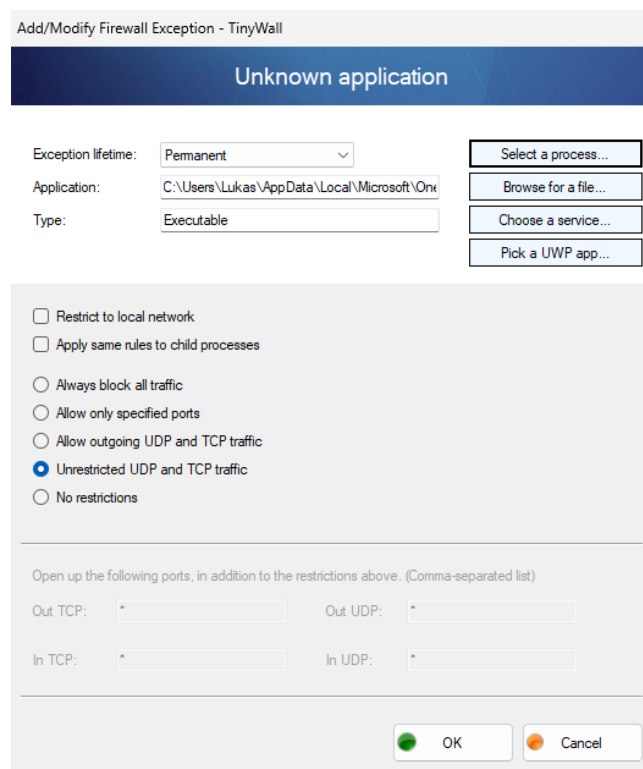 Add/Modify Firewall Exception - TinyWall
Unknown application
Exception lifetime: Permanent Select a process...
Application: C:\Users\Lukas\AppData\Local\Microsoft\One Browse for a file...
Type: Executable Choose a service...
Pick a UWP app...
Restrict to local network
Apply same rules to child processes
Always block all traffic
Allow only specified ports
Allow outgoing UDP and TCP traffic
Unrestricted UDP and TCP traffic
No restrictions
Open up the following ports, in addition to the restrictions above. (Comma-separated list)
Out TCP: * Out UDP: *
In TCP: * In UDP: *
OK Cancel